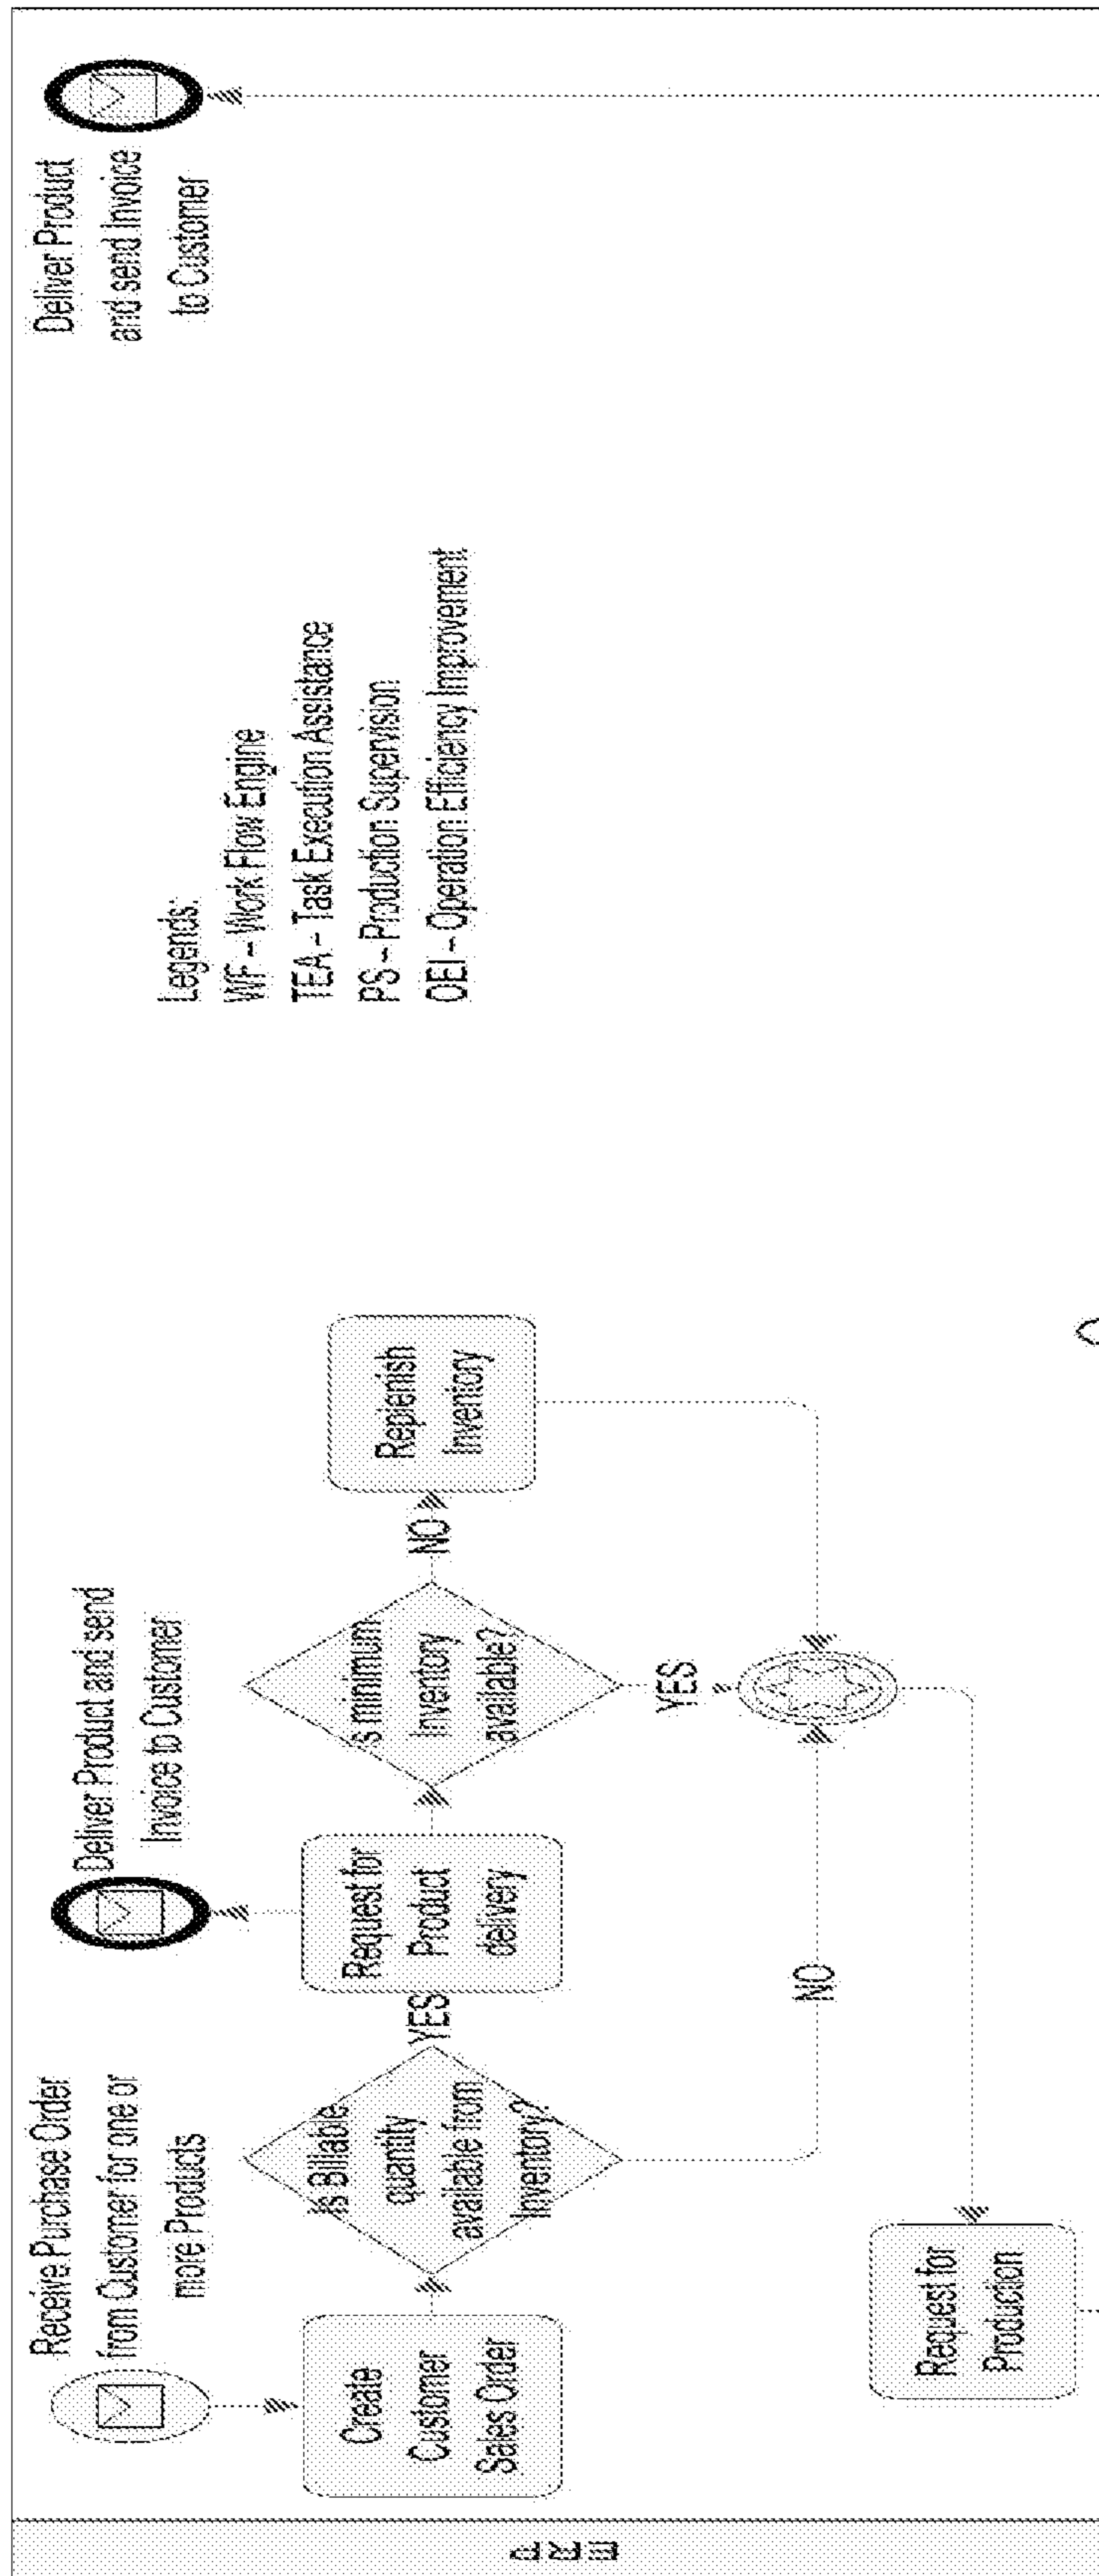 ERP
Receive Purchase Order
from Customer for one or
more Products
Create
Customer
Sales Order
Is Billable
quantity
available from
Inventory?
YES
NO
Request for
Product
delivery
Deliver Product and send
Invoice to Customer
Is minimum
Inventory
available?
NO
YES
Replenish
Inventory
Request for
Production
Legends:
WF – Work Flow Engine
TEA – Task Execution Assistance
PS – Production Supervision
OEI – Operation Efficiency Improvement
Deliver Product
and send Invoice
to Customer